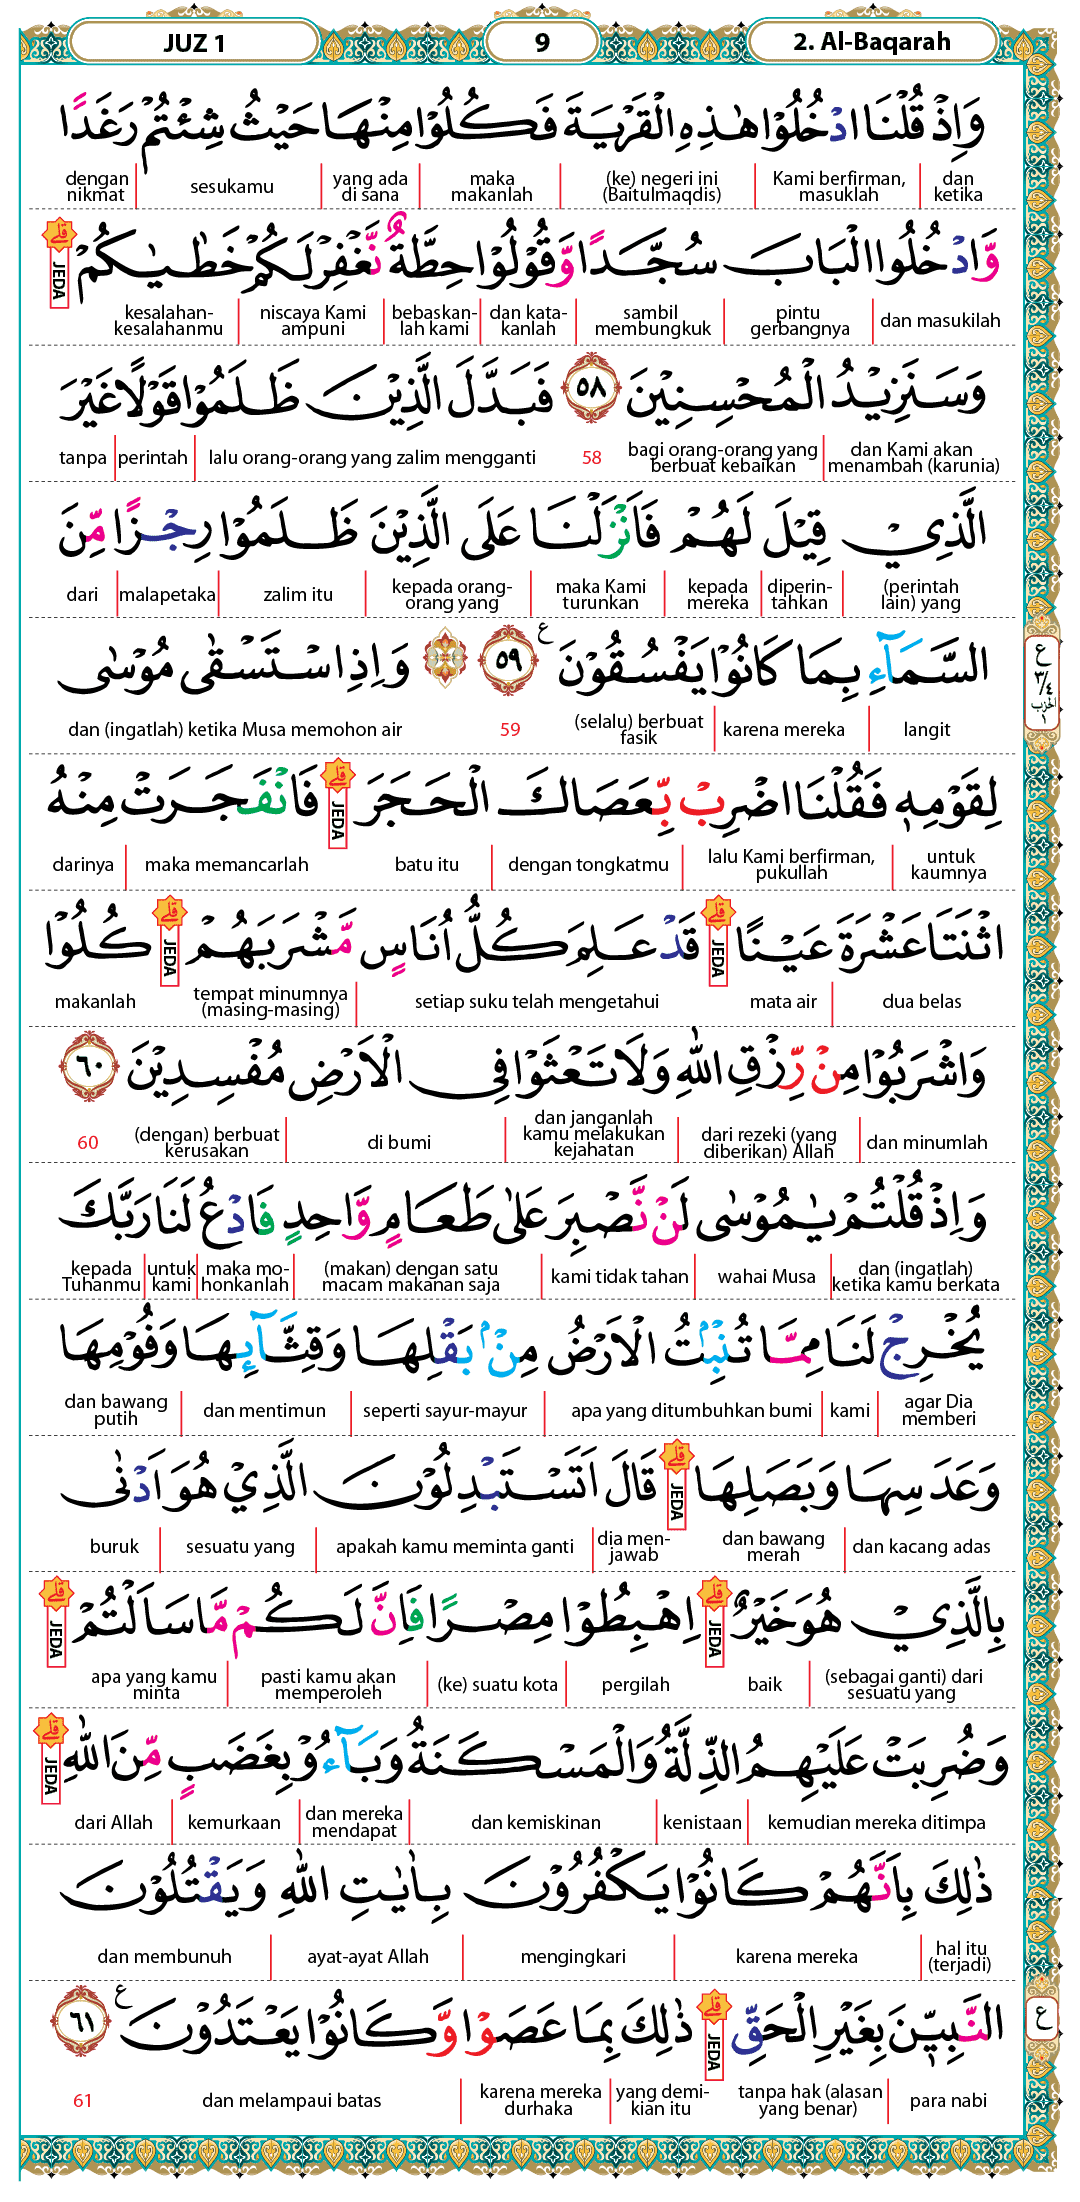 JUZ 1 9 2. Al-Baqarah
وَاِذْ قُلْنَا ادْخُلُوْا هٰذِهِ الْقَرْيَةَ فَكُلُوْا مِنْهَا حَيْثُ شِئْتُمْ رَغَدًا
dan ketika | Kami berfirman, masuklah | (ke) negeri ini (Baitulmaqdis) | maka makanlah | yang ada di sana | sesukamu | dengan nikmat
وَّادْخُلُوا الْبَابَ سُجَّدًا وَّقُوْلُوْا حِطَّةٌ نَّغْفِرْ لَكُمْ خَطٰيٰكُمْ ۗ JEDA
dan masukilah | pintu gerbangnya | sambil membungkuk | dan kata-kanlah | bebaskan-lah kami | niscaya Kami ampuni | kesalahan-kesalahanmu
وَسَنَزِيْدُ الْمُحْسِنِيْنَ ٥٨ فَبَدَّلَ الَّذِيْنَ ظَلَمُوْا قَوْلًا غَيْرَ
dan Kami akan menambah (karunia) | bagi orang-orang yang berbuat kebaikan 58 lalu orang-orang yang zalim mengganti | perintah | tanpa
الَّذِيْ قِيْلَ لَهُمْ فَاَنْزَلْنَا عَلَى الَّذِيْنَ ظَلَمُوْا رِجْزًا مِّنَ
(perintah lain) yang | diperin-tahkan | kepada mereka | maka Kami turunkan | kepada orang-orang yang | zalim itu | malapetaka | dari
السَّمَاۤءِ بِمَا كَانُوْا يَفْسُقُوْنَ ٥٩ ع وَاِذِ اسْتَسْقٰى مُوْسٰى
langit | karena mereka | (selalu) berbuat fasik 59 dan (ingatlah) ketika Musa memohon air
ع ٣/٤ الحزب ١
لِقَوْمِهٖ فَقُلْنَا اضْرِبْ بِّعَصَاكَ الْحَجَرَ ۗ JEDA فَانْفَجَرَتْ مِنْهُ
untuk kaumnya | lalu Kami berfirman, pukullah | dengan tongkatmu | batu itu maka memancarlah | darinya
اثْنَتَا عَشْرَةَ عَيْنًا ۗ JEDA قَدْ عَلِمَ كُلُّ اُنَاسٍ مَّشْرَبَهُمْ ۗ JEDA كُلُوْا
dua belas | mata air setiap suku telah mengetahui | tempat minumnya (masing-masing) makanlah
وَاشْرَبُوْا مِنْ رِّزْقِ اللّٰهِ وَلَا تَعْثَوْا فِى الْاَرْضِ مُفْسِدِيْنَ ٦٠
dan minumlah | dari rezeki (yang diberikan) Allah | dan janganlah kamu melakukan kejahatan | di bumi | (dengan) berbuat kerusakan 60
وَاِذْ قُلْتُمْ يٰمُوْسٰى لَنْ نَّصْبِرَ عَلٰى طَعَامٍ وَّاحِدٍ فَادْعُ لَنَا رَبَّكَ
dan (ingatlah) ketika kamu berkata | wahai Musa | kami tidak tahan | (makan) dengan satu macam makanan saja | maka mo-honkanlah | untuk kami | kepada Tuhanmu
يُخْرِجْ لَنَا مِمَّا تُنْۢبِتُ الْاَرْضُ مِنْۢ بَقْلِهَا وَقِثَّاۤىِٕهَا وَفُوْمِهَا
agar Dia memberi | kami | apa yang ditumbuhkan bumi | seperti sayur-mayur | dan mentimun | dan bawang putih
وَعَدَسِهَا وَبَصَلِهَا ۗ JEDA قَالَ اَتَسْتَبْدِلُوْنَ الَّذِيْ هُوَ اَدْنٰى
dan kacang adas | dan bawang merah dia men-jawab | apakah kamu meminta ganti | sesuatu yang | buruk
بِالَّذِيْ هُوَ خَيْرٌ ۗ JEDA اِهْبِطُوْا مِصْرًا فَاِنَّ لَكُمْ مَّا سَاَلْتُمْ ۗ JEDA
(sebagai ganti) dari sesuatu yang | baik pergilah | (ke) suatu kota | pasti kamu akan memperoleh | apa yang kamu minta
وَضُرِبَتْ عَلَيْهِمُ الذِّلَّةُ وَالْمَسْكَنَةُ وَبَاۤءُوْ بِغَضَبٍ مِّنَ اللّٰهِ ۗ JEDA
kemudian mereka ditimpa | kenistaan | dan kemiskinan | dan mereka mendapat | kemurkaan | dari Allah
ذٰلِكَ بِاَنَّهُمْ كَانُوْا يَكْفُرُوْنَ بِاٰيٰتِ اللّٰهِ وَيَقْتُلُوْنَ
hal itu (terjadi) | karena mereka | mengingkari | ayat-ayat Allah | dan membunuh
النَّبِيّٖنَ بِغَيْرِ الْحَقِّ ۗ JEDA ذٰلِكَ بِمَا عَصَوْا وَّكَانُوْا يَعْتَدُوْنَ ٦١ ع
para nabi | tanpa hak (alasan yang benar) yang demi-kian itu | karena mereka durhaka | dan melampaui batas 61
ع